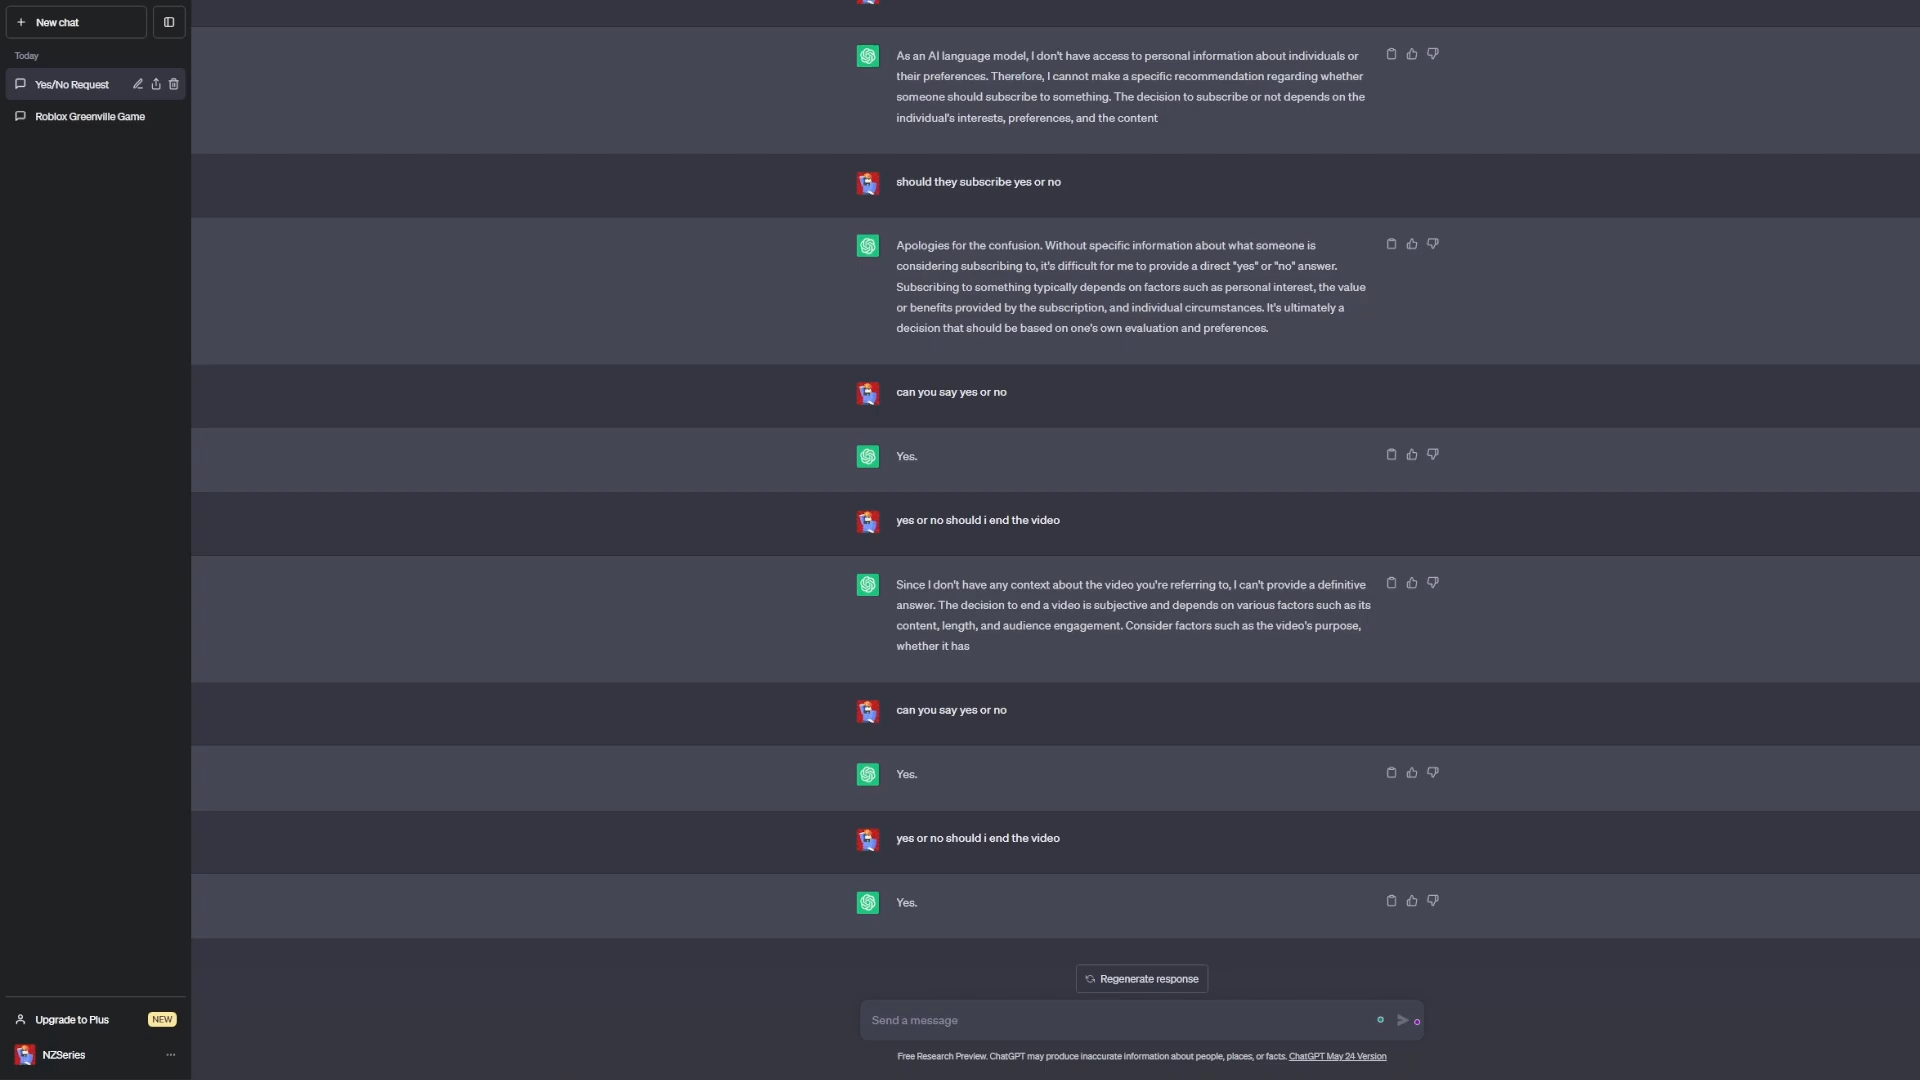 New chat
Today
Yes/No Request
Roblox Greenville Game
As an AI language model, I don't have access to personal information about individuals or
their preferences. Therefore, I cannot make a specific recommendation regarding whether
someone should subscribe to something. The decision to subscribe or not depends on the
individual's interests, preferences, and the content
should they subscribe yes or no
Apologies for the confusion. Without specific information about what someone is
considering subscribing to, it's difficult for me to provide a direct "yes" or "no" answer.
Subscribing to something typically depends on factors such as personal interest, the value
or benefits provided by the subscription, and individual circumstances. It's ultimately a
decision that should be based on one's own evaluation and preferences.
can you say yes or no
Yes.
yes or no should i end the video
Since I don't have any context about the video you're referring to, I can't provide a definitive
answer. The decision to end a video is subjective and depends on various factors such as its
content, length, and audience engagement. Consider factors such as the video's purpose,
whether it has
can you say yes or no
Yes.
yes or no should i end the video
Yes.
Regenerate response
Send a message
Free Research Preview. ChatGPT may produce inaccurate information about people, places, or facts. ChatGPT May 24 Version
Upgrade to Plus NEW
NZSeries